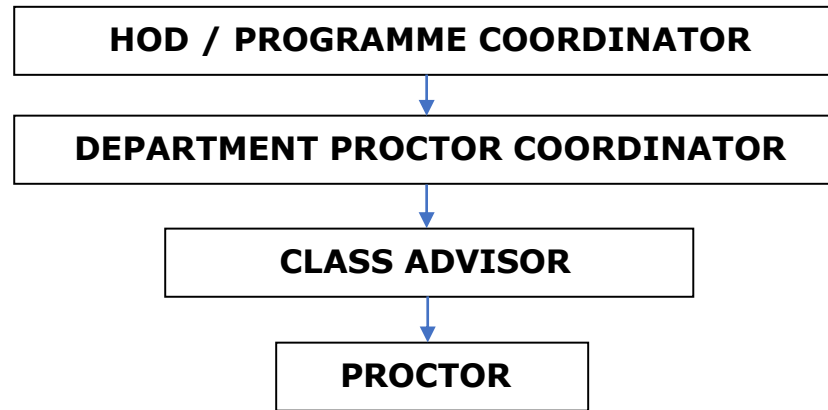 HOD / PROGRAMME COORDINATOR
DEPARTMENT PROCTOR COORDINATOR
CLASS ADVISOR
PROCTOR